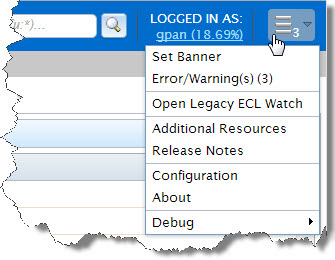 LOGGED IN AS:
:*)...
gpan (18.69%)
3
Set Banner
Error/Warning(s) (3)
Open Legacy ECL Watch
Additional Resources
Release Notes
Configuration
About
Debug